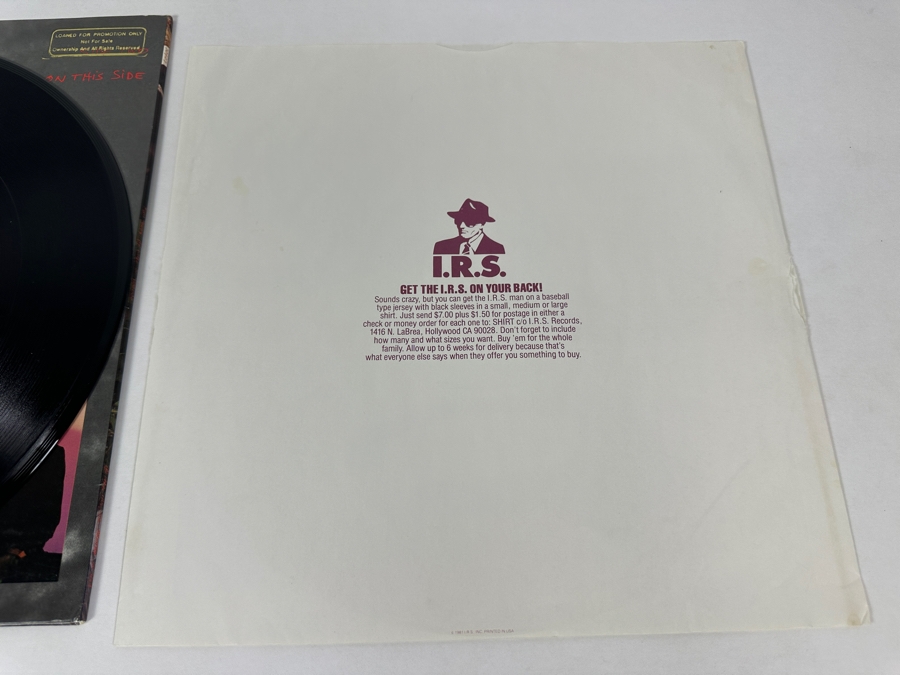 LOANED FOR PROMOTION ONLY
Not For Sale
Ownership And All Rights Reserved
ON THIS SIDE
I.R.S.
GET THE I.R.S. ON YOUR BACK!
Sounds crazy, but you can get the I.R.S. man on a baseball
type jersey with black sleeves in a small, medium or large
shirt. Just send $7.00 plus $1.50 for postage in either a
check or money order for each one to: SHIRT c/o I.R.S. Records,
1416 N. LaBrea, Hollywood CA 90028. Don't forget to include
how many and what sizes you want. Buy 'em for the whole
family. Allow up to 6 weeks for delivery because that's
what everyone else says when they offer you something to buy.